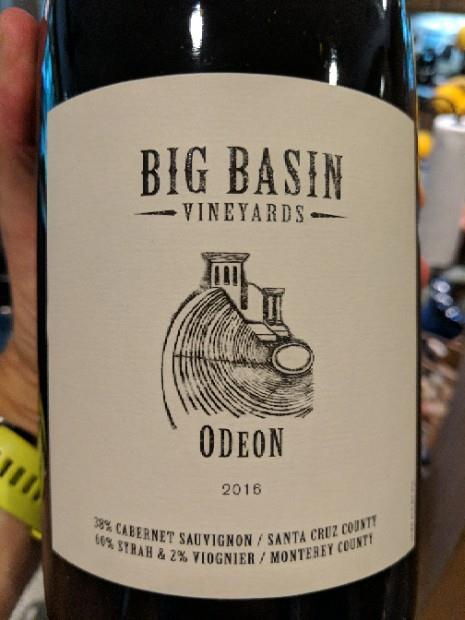 BIG BASIN
VINEYARDS
ODEON
2016
38% CABERNET SAUVIGNON / SANTA CRUZ COUNTY
60% SYRAH & 2% VIOGNIER / MONTEREY COUNTY